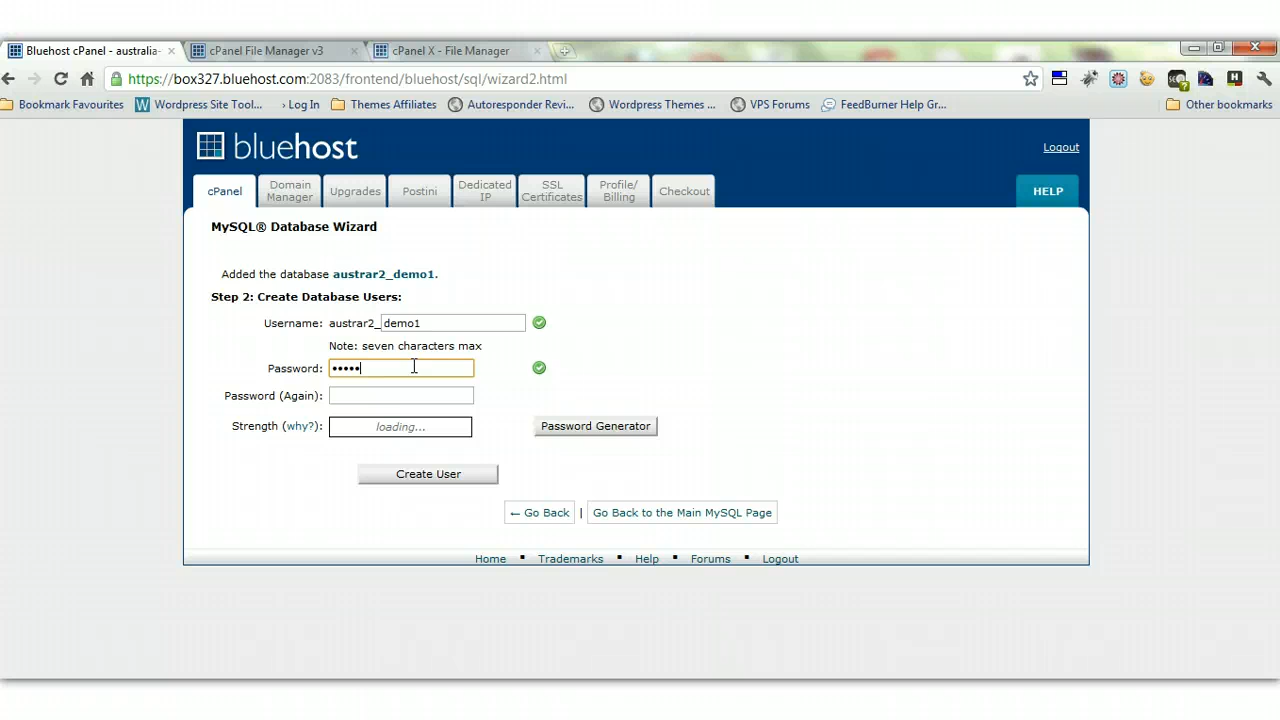 Bluehost cPanel - australia-
cPanel File Manager v3
cPanel X - File Manager
https://box327.bluehost.com:2083/frontend/bluehost/sql/wizard2.html
Bookmark Favourites
Wordpress Site Tool...
› Log In
Themes Affiliates
Autoresponder Revi...
Wordpress Themes ...
VPS Forums
FeedBurner Help Gr...
Other bookmarks
bluehost
Logout
cPanel
Domain Manager
Upgrades
Postini
Dedicated IP
SSL Certificates
Profile/ Billing
Checkout
HELP
MySQL® Database Wizard
Added the database austrar2_demo1.
Step 2: Create Database Users:
Username: austrar2_ demo1
Note: seven characters max
Password: •••••
Password (Again):
Strength (why?): loading...
Password Generator
Create User
← Go Back | Go Back to the Main MySQL Page
Home ▪ Trademarks ▪ Help ▪ Forums ▪ Logout